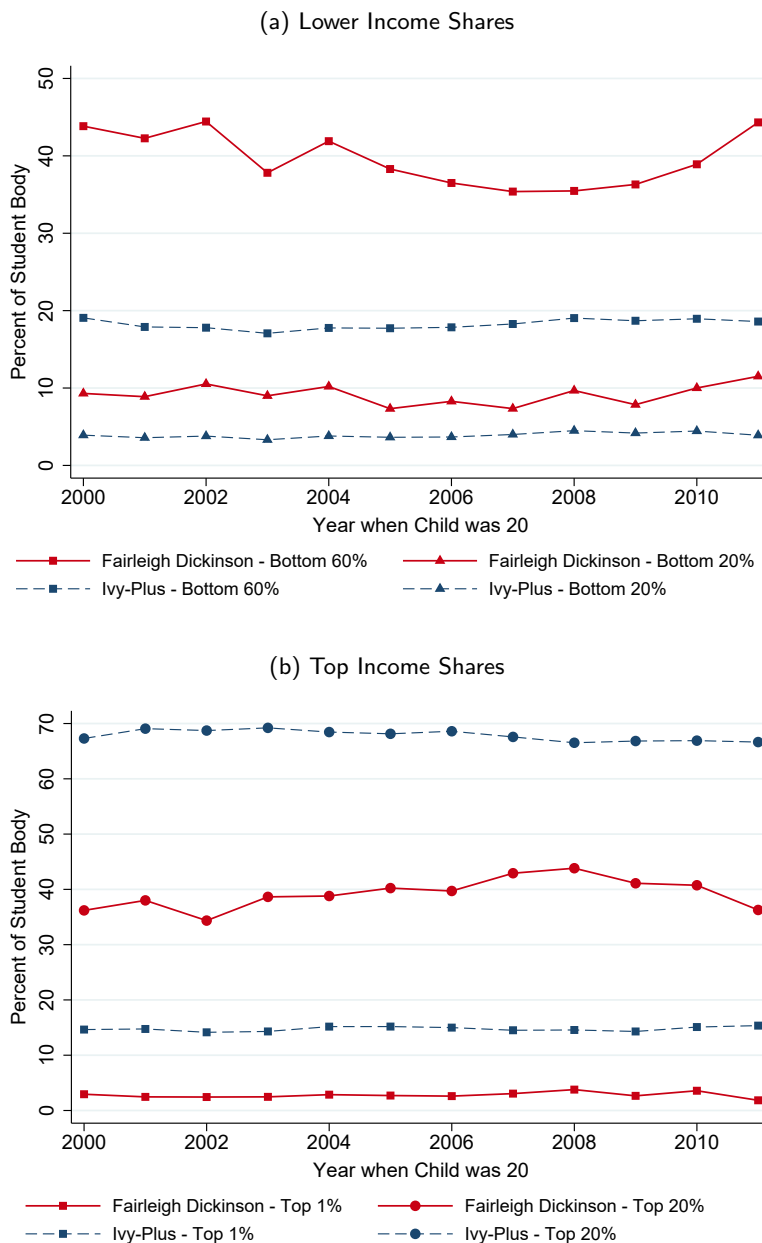 (a) Lower Income Shares
50
40
30
20
10
0
Percent of Student Body
2000 2002 2004 2006 2008 2010
Year when Child was 20
Fairleigh Dickinson - Bottom 60% Fairleigh Dickinson - Bottom 20%
Ivy-Plus - Bottom 60% Ivy-Plus - Bottom 20%
(b) Top Income Shares
70
60
50
40
30
20
10
0
Percent of Student Body
2000 2002 2004 2006 2008 2010
Year when Child was 20
Fairleigh Dickinson - Top 1% Fairleigh Dickinson - Top 20%
Ivy-Plus - Top 1% Ivy-Plus - Top 20%